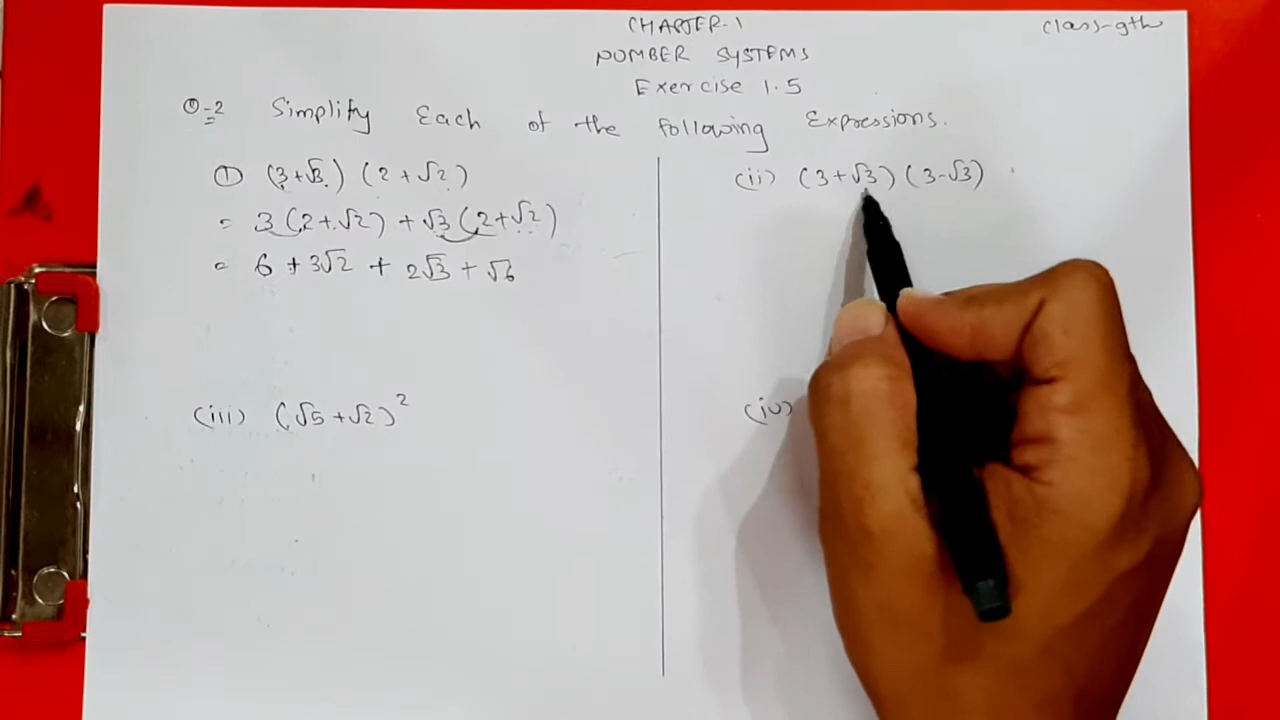 CHAPTER-1
Class-9th
NUMBER SYSTEMS
Exercise 1.5
Q-2 Simplify Each of the following Expressions.
(i) (3+√3) (2+√2)
= 3(2+√2) + √3(2+√2)
= 6 + 3√2 + 2√3 + √6
(ii) (3+√3) (3-√3)
(iii) (√5+√2)²
(iv)